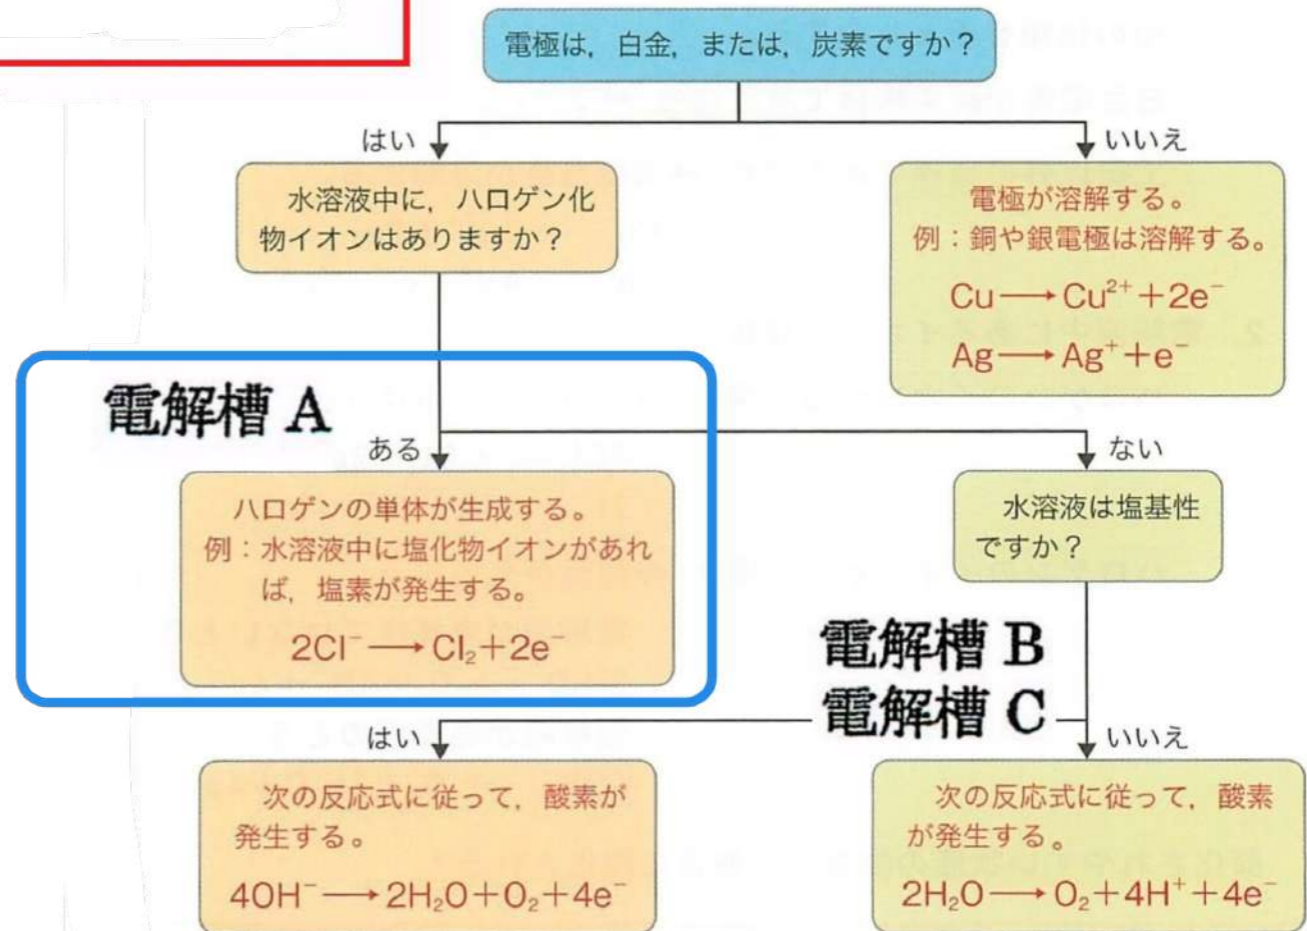 電極は，白金，または，炭素ですか？
はい
いいえ
水溶液中に，ハロゲン化
物イオンはありますか？
電極が溶解する。
例：銅や銀電極は溶解する。
Cu→Cu²⁺+2e⁻
Ag→Ag⁺+e⁻
電解槽 A
ある
ない
ハロゲンの単体が生成する。
例：水溶液中に塩化物イオンがあれ
ば，塩素が発生する。
2Cl⁻→Cl₂+2e⁻
水溶液は塩基性
ですか？
電解槽 B
電解槽 C
はい
いいえ
次の反応式に従って，酸素が
発生する。
4OH⁻→2H₂O+O₂+4e⁻
次の反応式に従って，酸素
が発生する。
2H₂O→O₂+4H⁺+4e⁻